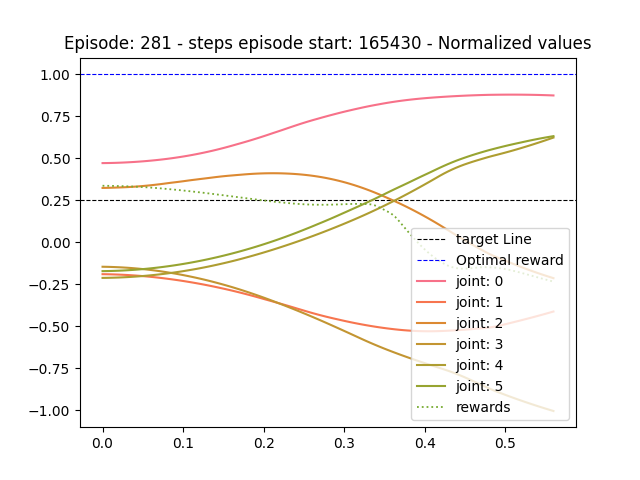 Episode: 281 - steps episode start: 165430 - Normalized values
1.00
0.75
0.50
0.25
0.00
−0.25
−0.50
−0.75
−1.00
target Line
Optimal reward
joint: 0
joint: 1
joint: 2
joint: 3
joint: 4
joint: 5
rewards
0.0 0.1 0.2 0.3 0.4 0.5